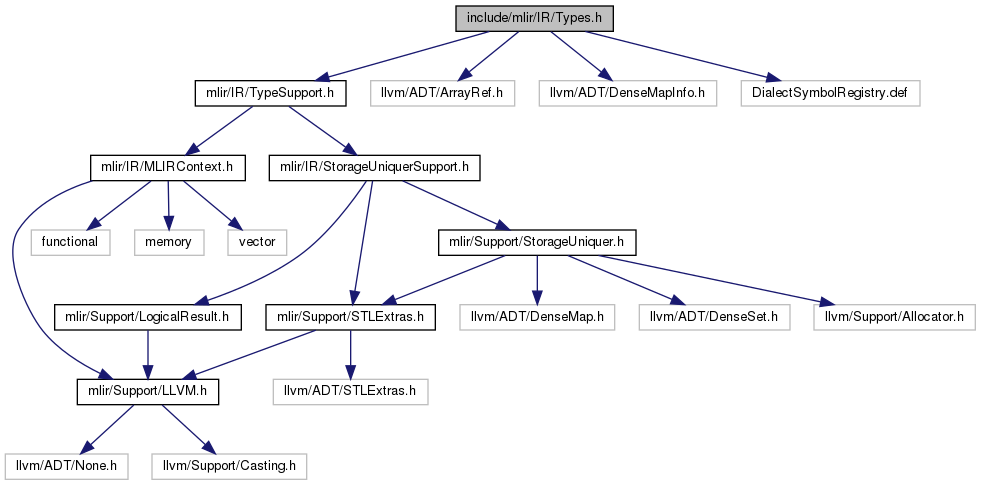 include/mlir/IR/Types.h
mlir/IR/TypeSupport.h
llvm/ADT/ArrayRef.h
llvm/ADT/DenseMapInfo.h
DialectSymbolRegistry.def
mlir/IR/MLIRContext.h
mlir/IR/StorageUniquerSupport.h
functional
memory
vector
mlir/Support/StorageUniquer.h
mlir/Support/LogicalResult.h
mlir/Support/STLExtras.h
llvm/ADT/DenseMap.h
llvm/ADT/DenseSet.h
llvm/Support/Allocator.h
mlir/Support/LLVM.h
llvm/ADT/STLExtras.h
llvm/ADT/None.h
llvm/Support/Casting.h